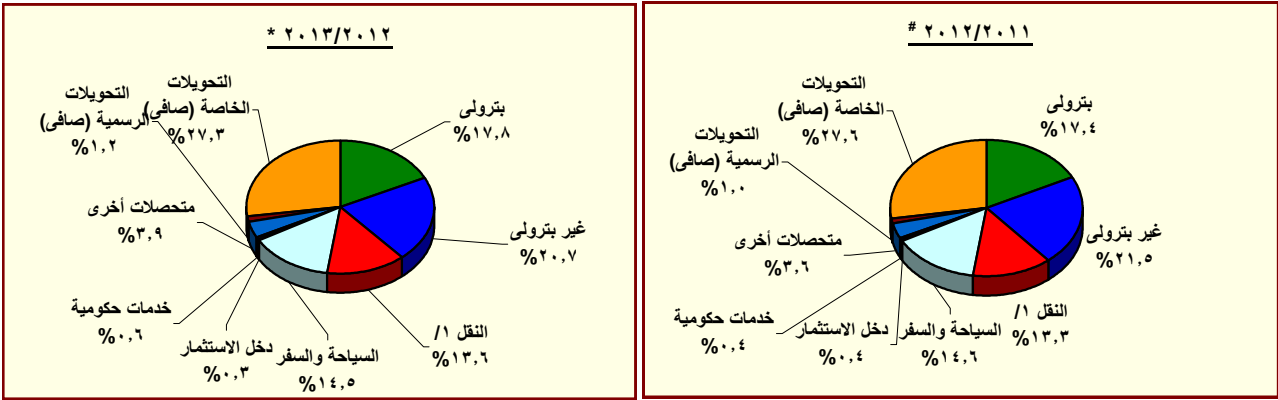 # ٢٠١٢/٢٠١١
بترولى
%١٧,٤
غير بترولى
%٢١,٥
النقل ١/
%١٣,٣
السياحة والسفر
%١٤,٦
دخل الاستثمار
%٠,٤
خدمات حكومية
%٠,٤
متحصلات أخرى
%٣,٦
التحويلات
الرسمية (صافى)
%١,٠
التحويلات
الخاصة (صافى)
%٢٧,٦
* ٢٠١٣/٢٠١٢
بترولى
%١٧,٨
غير بترولى
%٢٠,٧
النقل ١/
%١٣,٦
السياحة والسفر
%١٤,٥
دخل الاستثمار
%٠,٣
خدمات حكومية
%٠,٦
متحصلات أخرى
%٣,٩
التحويلات
الرسمية (صافى)
%١,٢
التحويلات
الخاصة (صافى)
%٢٧,٣